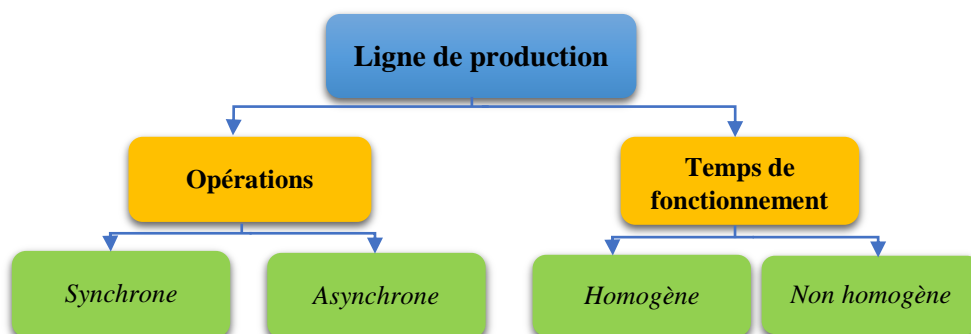 Ligne de production
Opérations
Temps de
fonctionnement
Synchrone
Asynchrone
Homogène
Non homogène